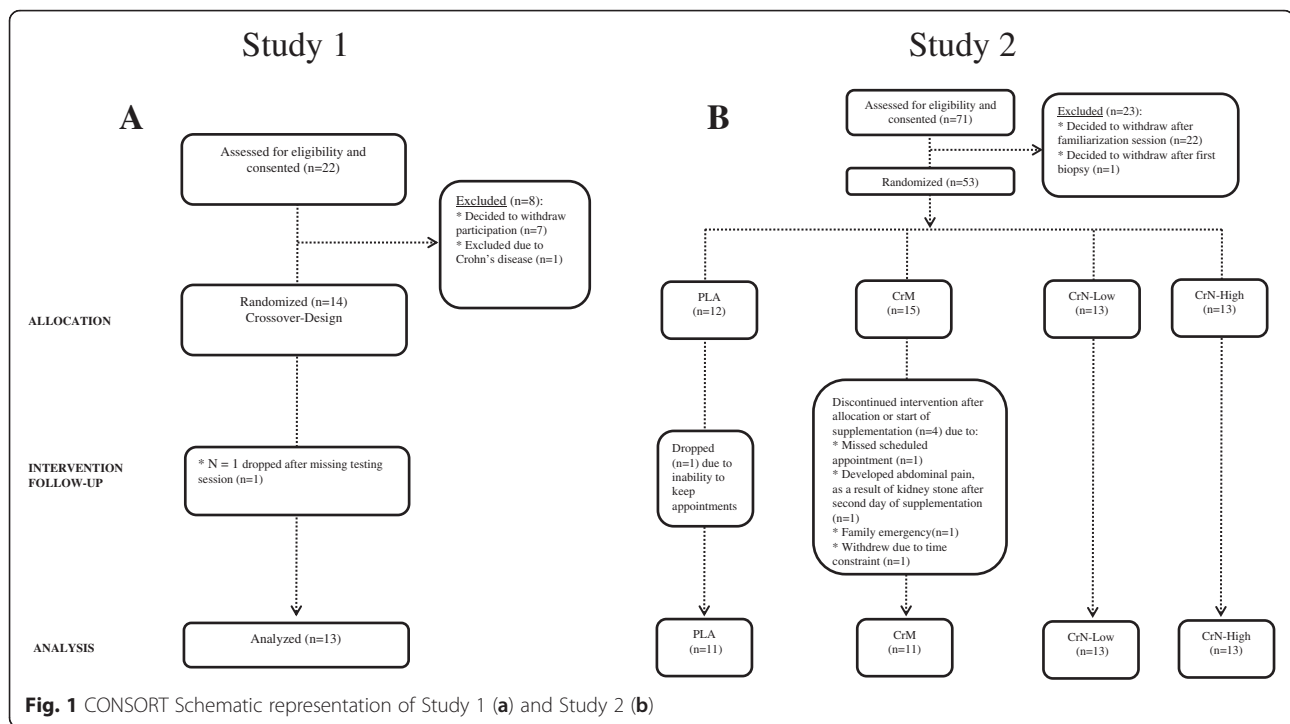 Study 1
A
Assessed for eligibility and
consented (n=22)
Excluded (n=8):
* Decided to withdraw
participation (n=7)
* Excluded due to
Crohn's disease (n=1)
ALLOCATION
Randomized (n=14)
Crossover-Design
INTERVENTION
FOLLOW-UP
* N = 1 dropped after missing testing
session (n=1)
ANALYSIS
Analyzed (n=13)
Study 2
B
Assessed for eligibility and
consented (n=71)
Excluded (n=23):
* Decided to withdraw after
familiarization session (n=22)
* Decided to withdraw after first
biopsy (n=1)
Randomized (n=53)
PLA
(n=12)
CrM
(n=15)
CrN-Low
(n=13)
CrN-High
(n=13)
Dropped
(n=1) due to
inability to
keep
appointments
Discontinued intervention after
allocation or start of
supplementation (n=4) due to:
* Missed scheduled
appointment (n=1)
* Developed abdominal pain,
as a result of kidney stone after
second day of supplementation
(n=1)
* Family emergency(n=1)
* Withdrew due to time
constraint (n=1)
PLA
(n=11)
CrM
(n=11)
CrN-Low
(n=13)
CrN-High
(n=13)
Fig. 1 CONSORT Schematic representation of Study 1 (a) and Study 2 (b)